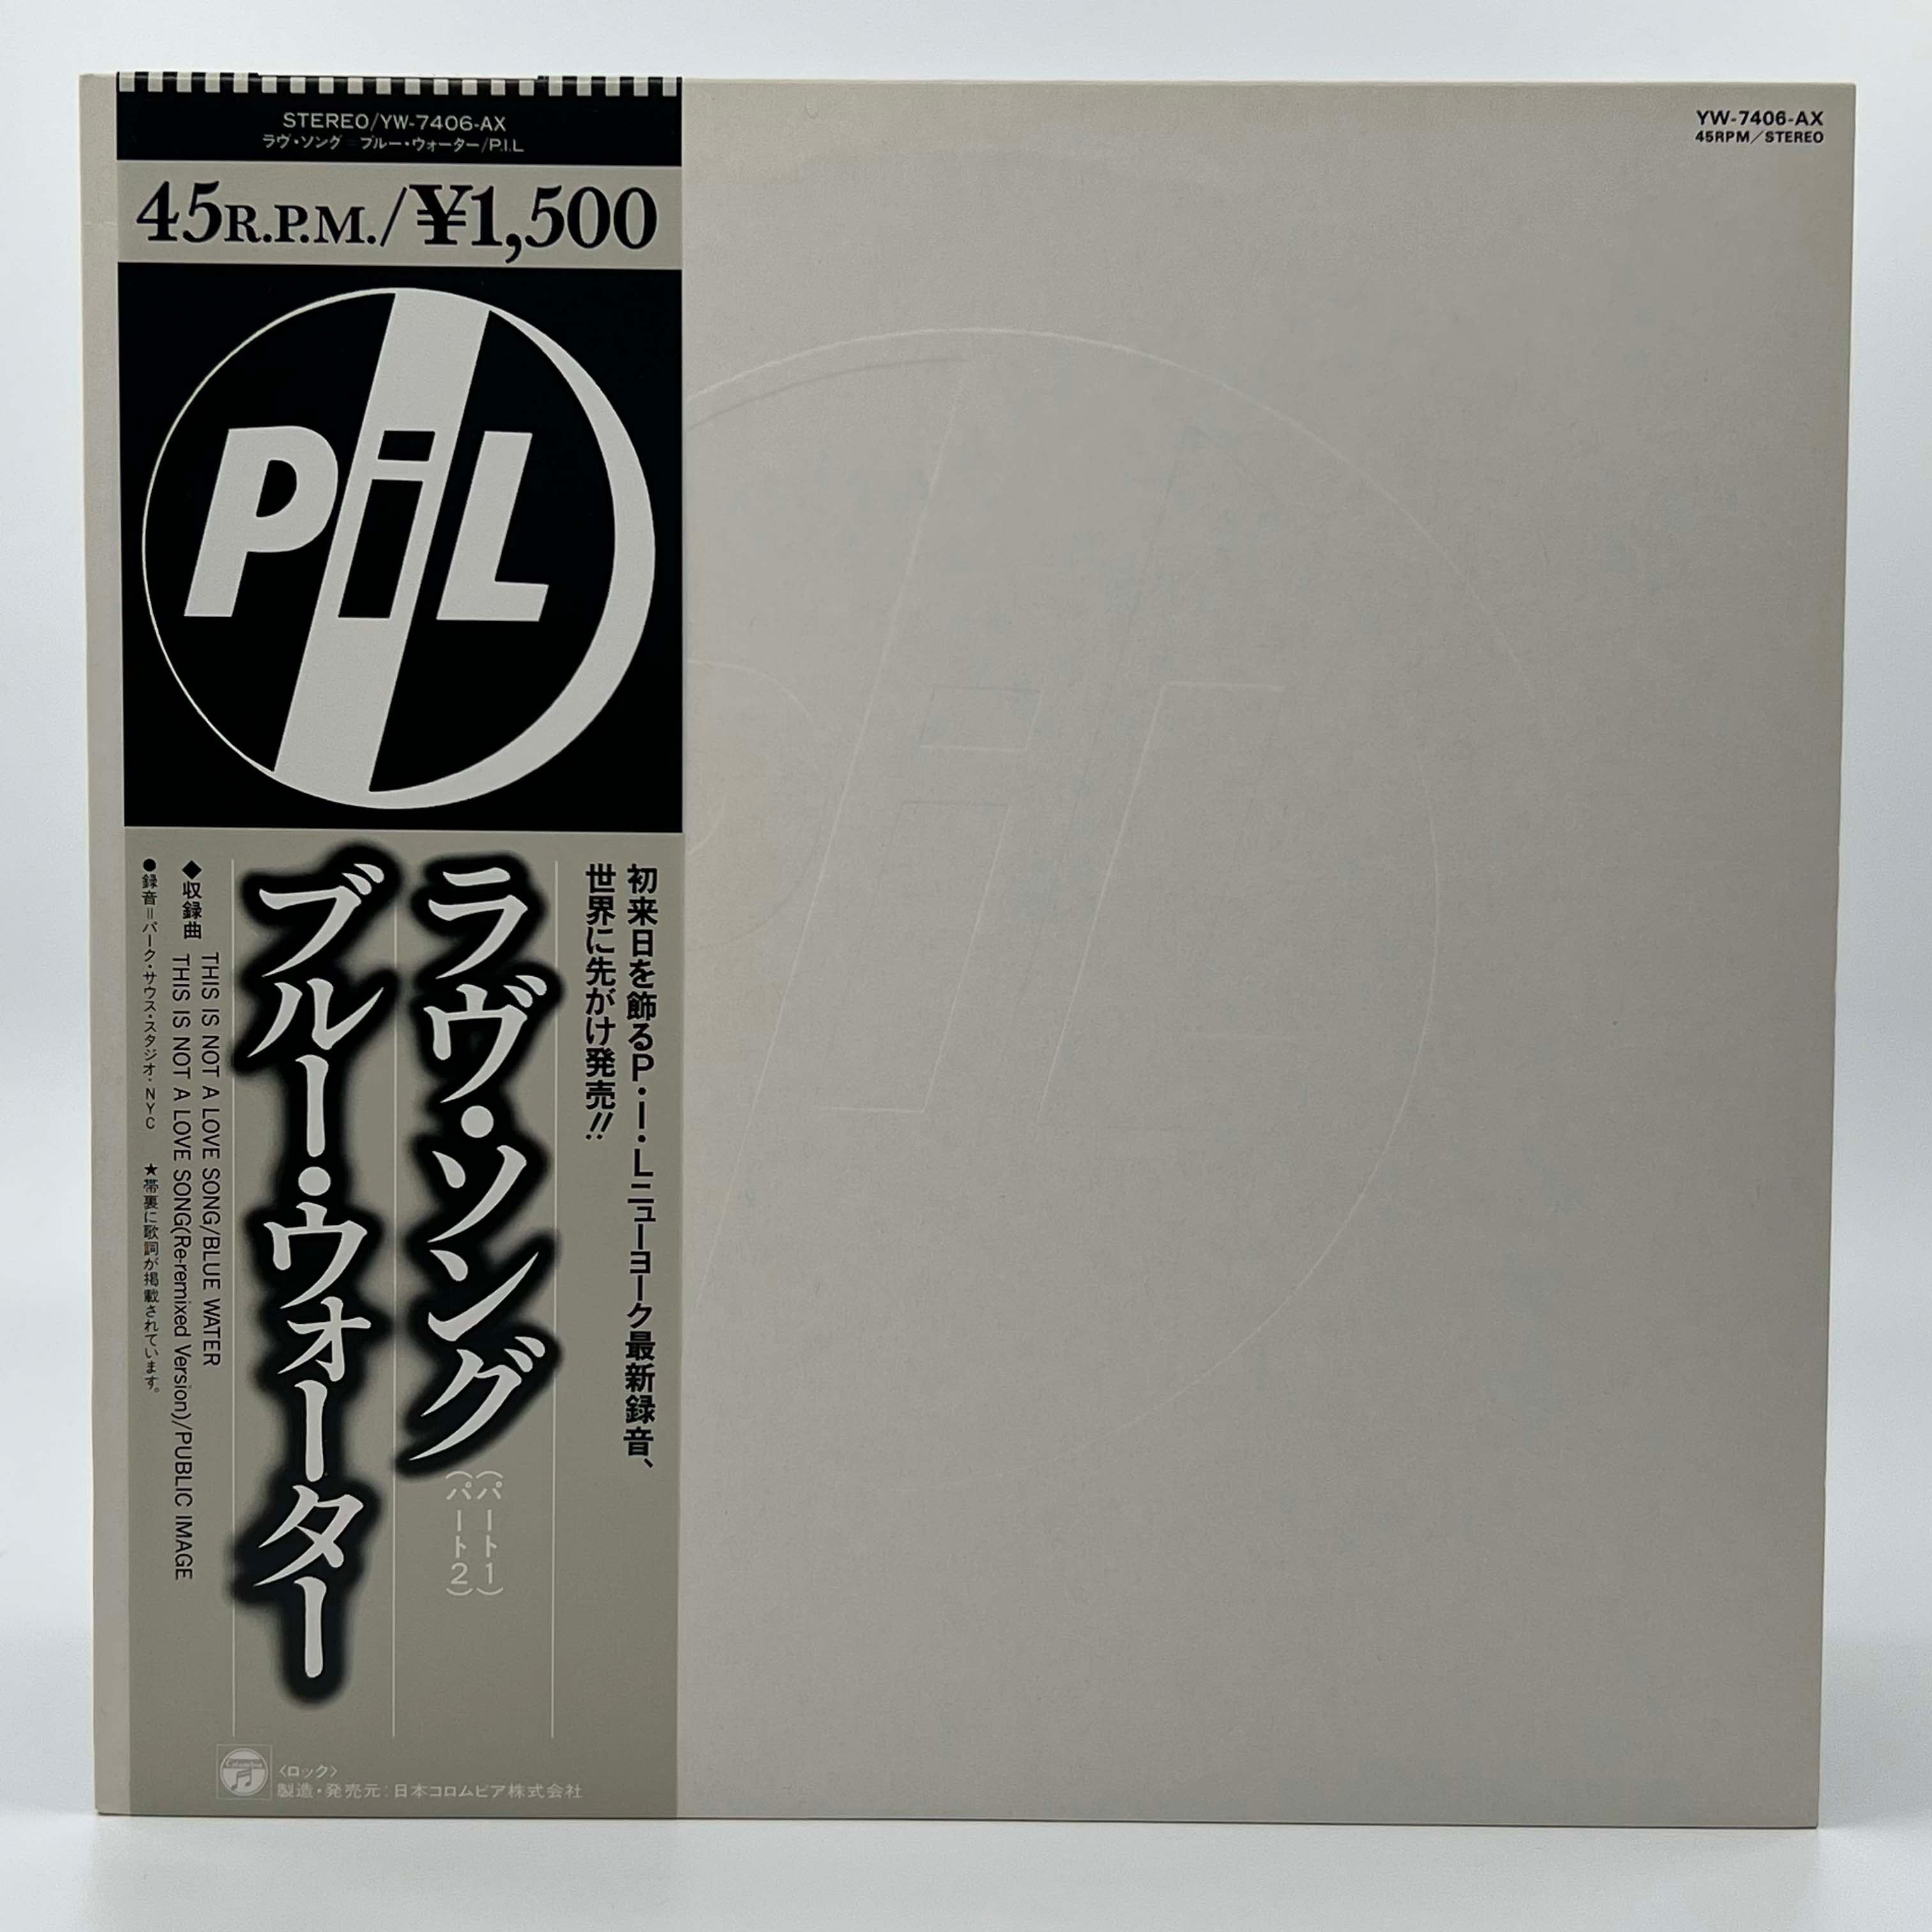 STEREO/YW-7406-AX
ラヴ・ソング ブルー・ウォーター/P.I.L
45R.P.M./¥1,500
PiL
初来日を飾るP・I・Lニューヨーク最新録音、
世界に先がけ発売!!
ラヴ・ソング
(パート1)
(パート2)
ブルー・ウォーター
◆収録曲
THIS IS NOT A LOVE SONG/BLUE WATER
THIS IS NOT A LOVE SONG(Re-remixed Version)/PUBLIC IMAGE
●録音=パーク・サウス・スタジオ・NYC ★帯裏に歌詞が掲載されています。
Columbia
〈ロック〉
製造・発売元:日本コロムビア株式会社
YW-7406-AX
45RPM/STEREO
PiL